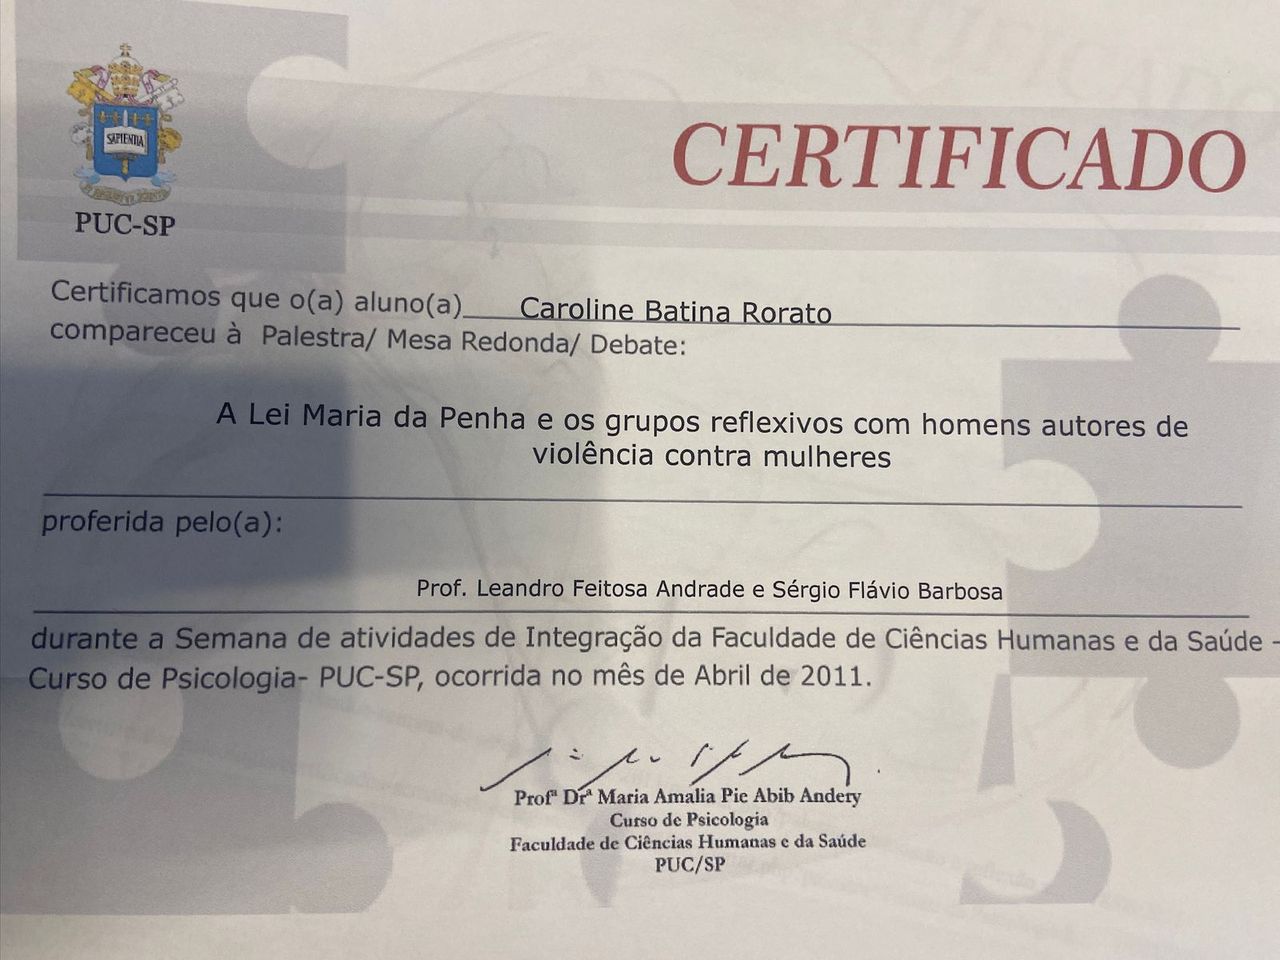 CERTIFICADO
SAPIENTIA
PUC-SP
Certificamos que o(a) aluno(a) Caroline Batina Rorato
compareceu à Palestra/ Mesa Redonda/ Debate:
A Lei Maria da Penha e os grupos reflexivos com homens autores de
violência contra mulheres
proferida pelo(a):
Prof. Leandro Feitosa Andrade e Sérgio Flávio Barbosa
durante a Semana de atividades de Integração da Faculdade de Ciências Humanas e da Saúde -
Curso de Psicologia- PUC-SP, ocorrida no mês de Abril de 2011.
Profª Drª Maria Amalia Pie Abib Andery
Curso de Psicologia
Faculdade de Ciências Humanas e da Saúde
PUC/SP